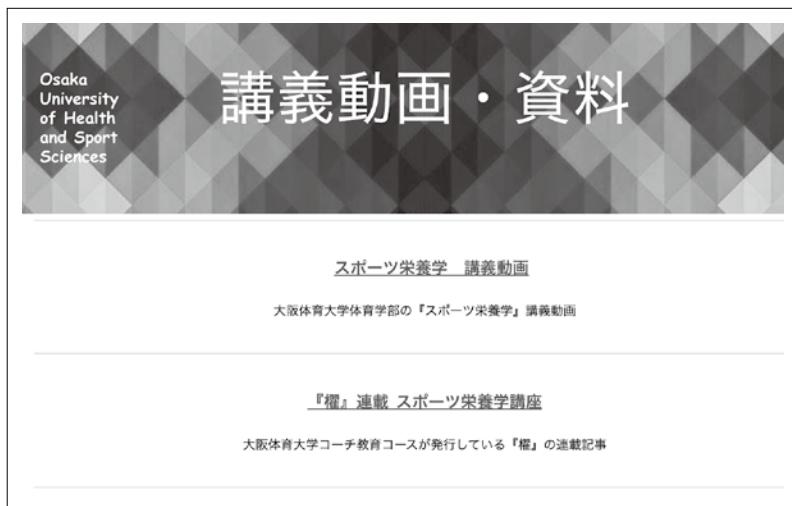 Osaka
University
of Health
and Sport
Sciences
講義動画・資料
スポーツ栄養学　講義動画
大阪体育大学体育学部の『スポーツ栄養学』講義動画
『櫂』連載 スポーツ栄養学講座
大阪体育大学コーチ教育コースが発行している『櫂』の連載記事